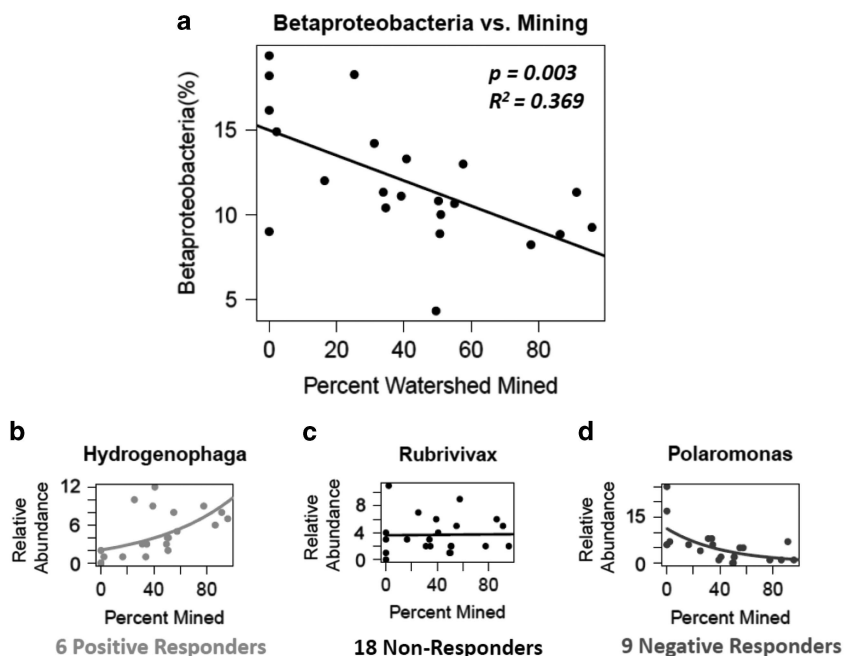 a
Betaproteobacteria vs. Mining
p = 0.003
R² = 0.369
Betaproteobacteria(%)
15
10
5
0 20 40 60 80
Percent Watershed Mined
b
Hydrogenophaga
Relative
Abundance
12
6
0
0 40 80
Percent Mined
6 Positive Responders
c
Rubrivivax
Relative
Abundance
8
4
0
0 40 80
Percent Mined
18 Non-Responders
d
Polaromonas
Relative
Abundance
15
0
0 40 80
Percent Mined
9 Negative Responders